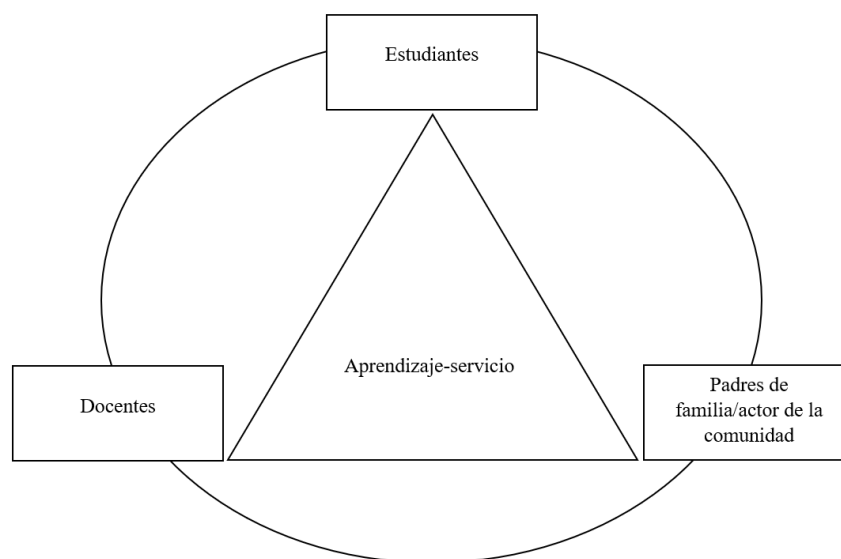 Estudiantes
Aprendizaje-servicio
Docentes
Padres de
familia/actor de la
comunidad